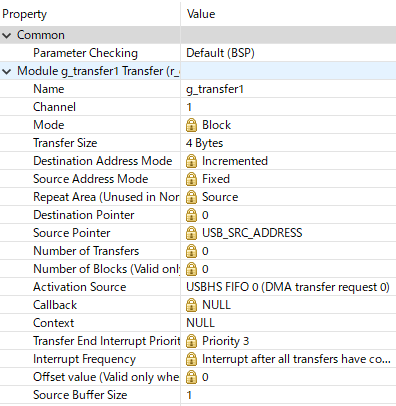 Property Value
Common
Parameter Checking Default (BSP)
Module g_transfer1 Transfer (r_
Name g_transfer1
Channel 1
Mode Block
Transfer Size 4 Bytes
Destination Address Mode Incremented
Source Address Mode Fixed
Repeat Area (Unused in Nor Source
Destination Pointer 0
Source Pointer USB_SRC_ADDRESS
Number of Transfers 0
Number of Blocks (Valid onl 0
Activation Source USBHS FIFO 0 (DMA transfer request 0)
Callback NULL
Context NULL
Transfer End Interrupt Priorit Priority 3
Interrupt Frequency Interrupt after all transfers have co...
Offset value (Valid only whe 0
Source Buffer Size 1